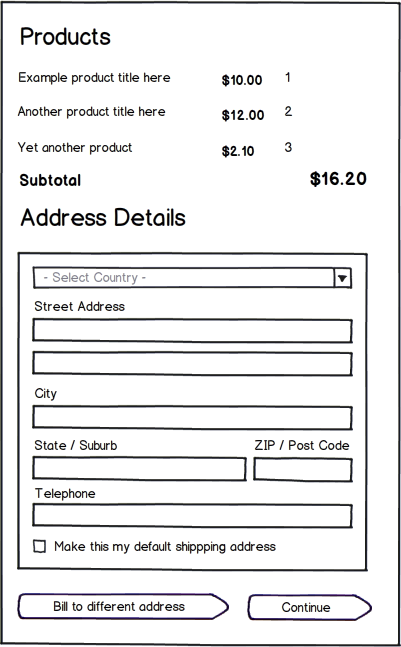 Products
Example product title here $10.00 1
Another product title here $12.00 2
Yet another product $2.10 3
Subtotal $16.20
Address Details
- Select Country -
Street Address
City
State / Suburb ZIP / Post Code
Telephone
Make this my default shippping address
Bill to different address Continue